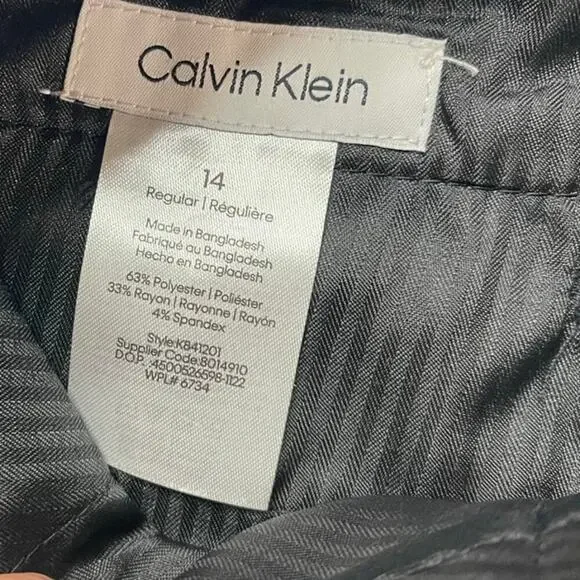 Calvin Klein
14
Regular | Régulière
Made in Bangladesh
Fabriqué au Bangladesh
Hecho en Bangladesh
63% Polyester | Poliéster
33% Rayon | Rayonne | Rayón
4% Spandex
Style:K841201
Supplier Code:8014910
D.O.P. :4500526598-1122
WPL# 6734